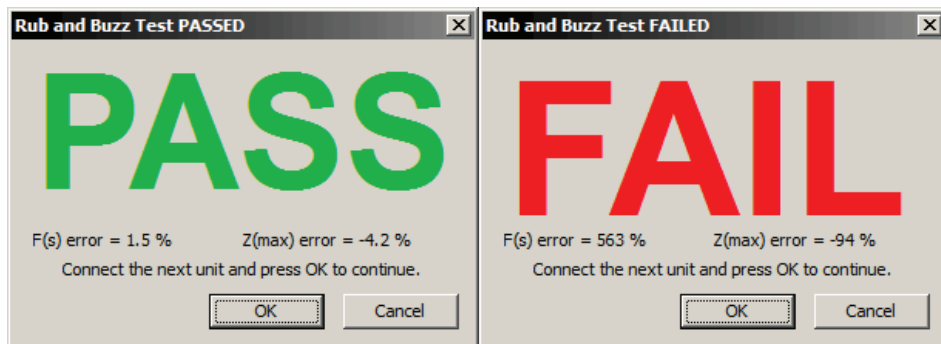 Rub and Buzz Test PASSED
PASS
F(s) error = 1.5 % Z(max) error = -4.2 %
Connect the next unit and press OK to continue.
OK Cancel
Rub and Buzz Test FAILED
FAIL
F(s) error = 563 % Z(max) error = -94 %
Connect the next unit and press OK to continue.
OK Cancel